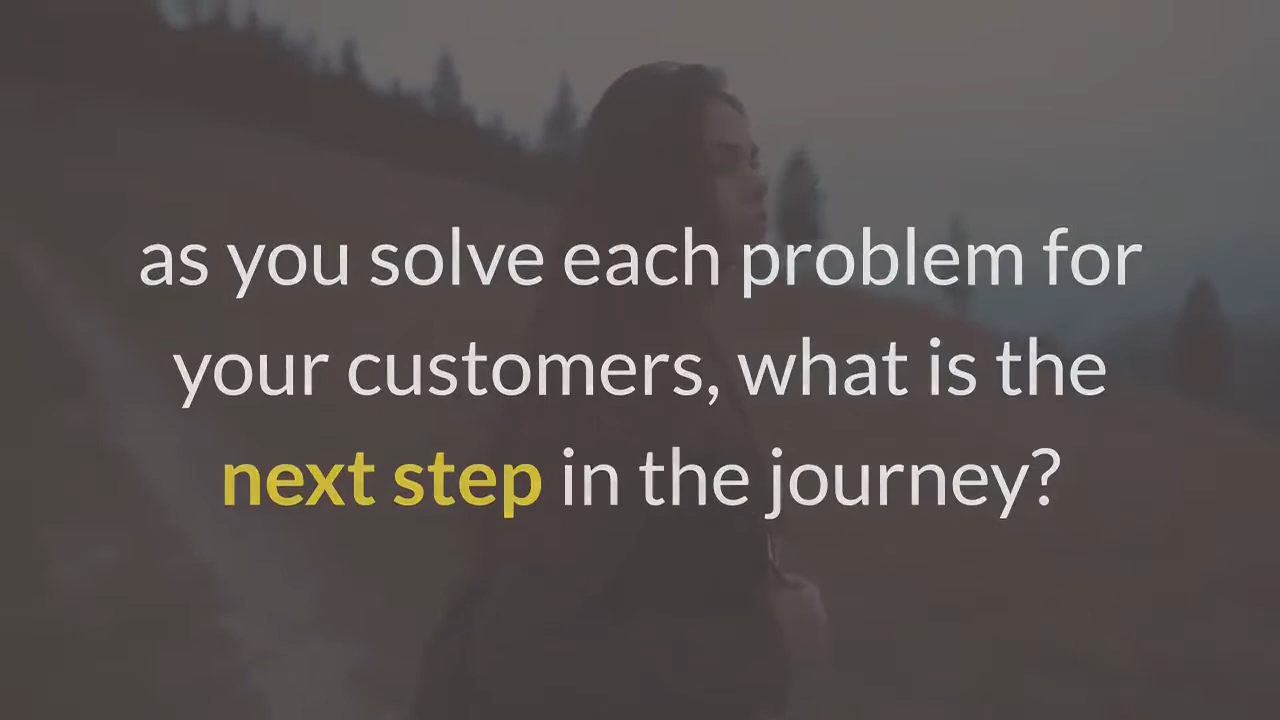 as you solve each problem for
your customers, what is the
next step in the journey?